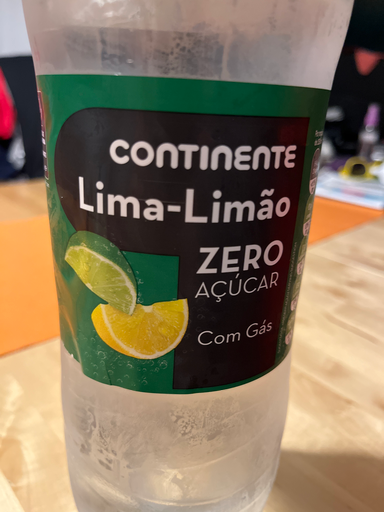 CONTINENTE
Lima-Limão
ZERO
AÇÚCAR
Com Gás